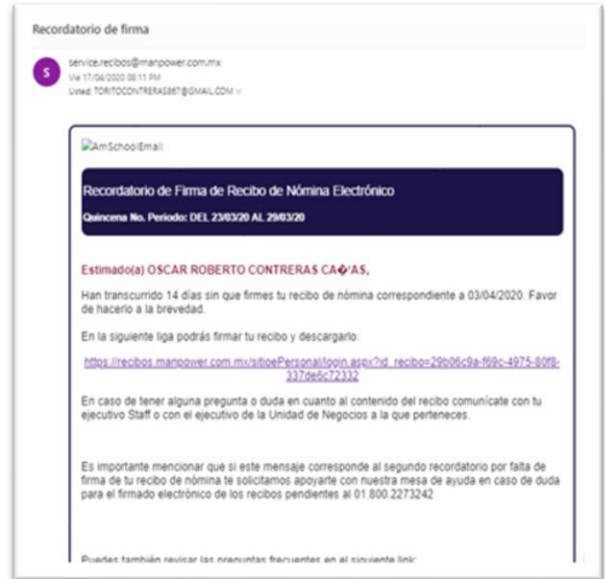 Recordatorio de firma
S
service.recibos@manpower.com.mx
Vie 17/04/2020 08:11 PM
Usted: TORITOCONTRERAS867@GMAIL.COM
AmSchoolEmail
Recordatorio de Firma de Recibo de Nómina Electrónico
Quincena No. Periodo: DEL 23/03/20 AL 29/03/20
Estimado(a) OSCAR ROBERTO CONTRERAS CA�'AS,
Han transcurrido 14 días sin que firmes tu recibo de nómina correspondiente a 03/04/2020. Favor
de hacerlo a la brevedad.
En la siguiente liga podrás firmar tu recibo y descargarlo:
https://recibos.manpower.com.mx/sitioePersonal/login.aspx?id_recibo=29b06c9a-f69c-4975-80f8-
337de6c72332
En caso de tener alguna pregunta o duda en cuanto al contenido del recibo comunícate con tu
ejecutivo Staff o con el ejecutivo de la Unidad de Negocios a la que perteneces.
Es importante mencionar que si este mensaje corresponde al segundo recordatorio por falta de
firma de tu recibo de nómina te solicitamos apoyarte con nuestra mesa de ayuda en caso de duda
para el firmado electrónico de los recibos pendientes al 01.800.2273242
Puedes también revisar las preguntas frecuentes en el siguiente link: